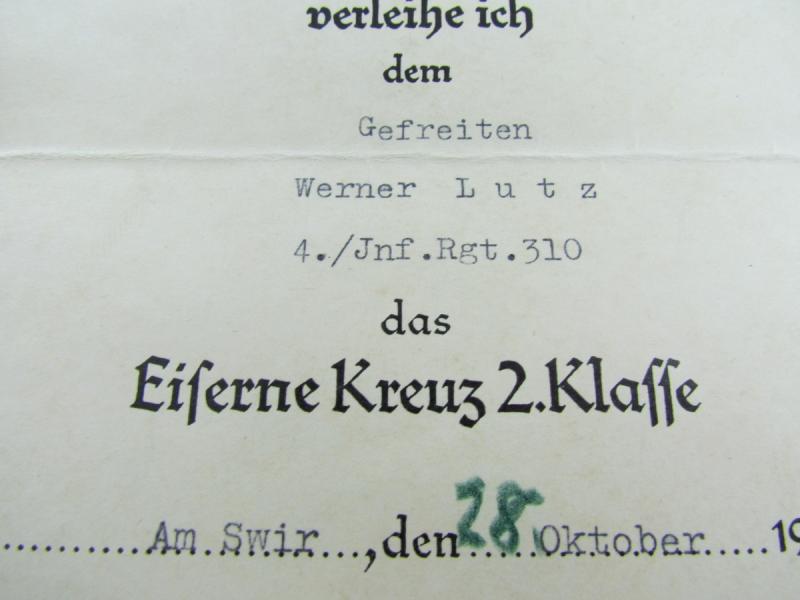 verleihe ich
dem
Gefreiten
Werner L u t z
4./Jnf.Rgt.310
das
Eiſerne Kreuz 2.Klaſſe
...........Am Swir...,den.28.Oktober.....19